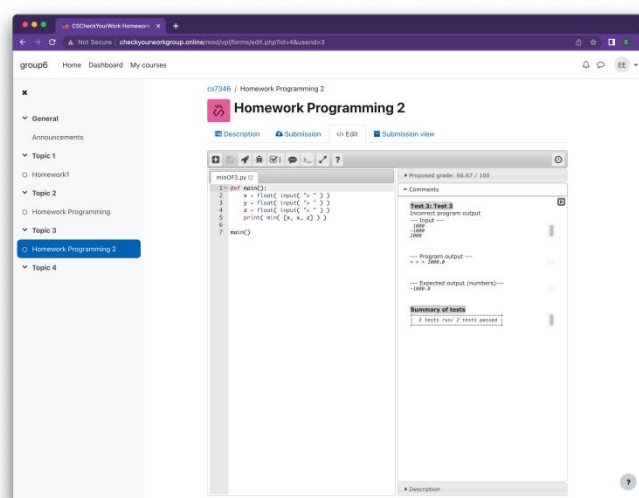 CSCheckYourWork Homework
Not Secure | checkyourworkgroup.online/mod/vpl/forms/edit.php?id=4&userid=3
E
group6 Home Dashboard My courses
EE
General
Announcements
Topic 1
Homework1
Topic 2
Homework Programming
Topic 3
Homework Programming 2
Topic 4
cs7346 / Homework Programming 2
Homework Programming 2
Description Submission </> Edit Submission view
minOF3.py
1 def main():
2 x = float( input( "> " ) )
3 y = float( input( "> " ) )
4 z = float( input( "> " ) )
5 print( min( [x, x, z] ) )
6
7 main()
Proposed grade: 66.67 / 100
Comments
Test 3: Test 3
Incorrect program output
--- Input ---
1000
-1000
2000
--- Program output ---
> > > 1000.0
--- Expected output (numbers)---
-1000.0
Summary of tests
| 3 tests run/ 2 tests passed |
Description
?